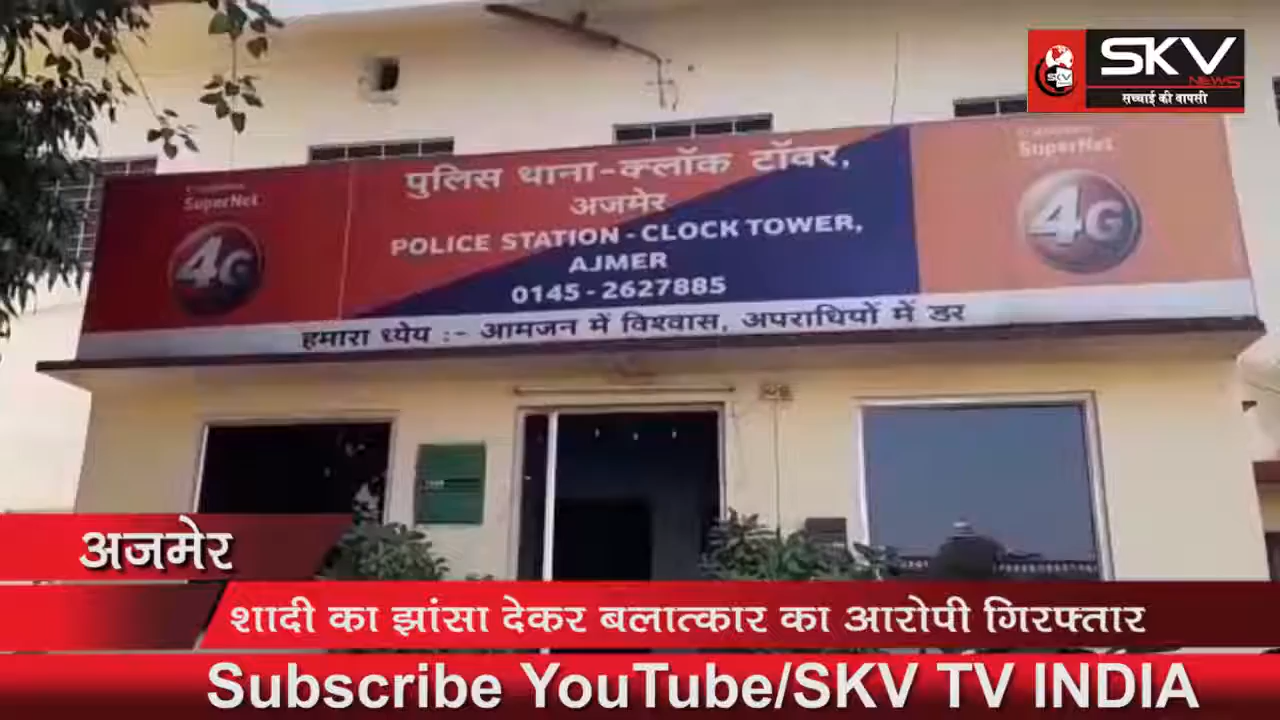 SKV
NEWS
सच्चाई की वापसी
पुलिस थाना-क्लॉक टॉवर,
अजमेर
POLICE STATION - CLOCK TOWER,
AJMER
0145 - 2627885
SuperNet
4G
SuperNet
4G
हमारा ध्येय :- आमजन में विश्वास, अपराधियों में डर
अजमेर
शादी का झांसा देकर बलात्कार का आरोपी गिरफ्तार
Subscribe YouTube/SKV TV INDIA